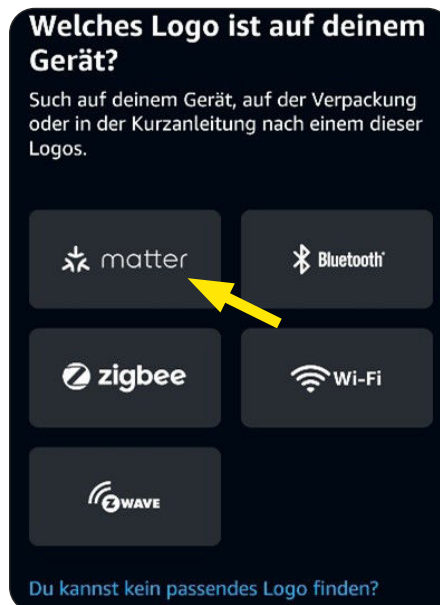 Welches Logo ist auf deinem
Gerät?
Such auf deinem Gerät, auf der Verpackung
oder in der Kurzanleitung nach einem dieser
Logos.
matter
Bluetooth
zigbee
Wi-Fi
Z WAVE
Du kannst kein passendes Logo finden?